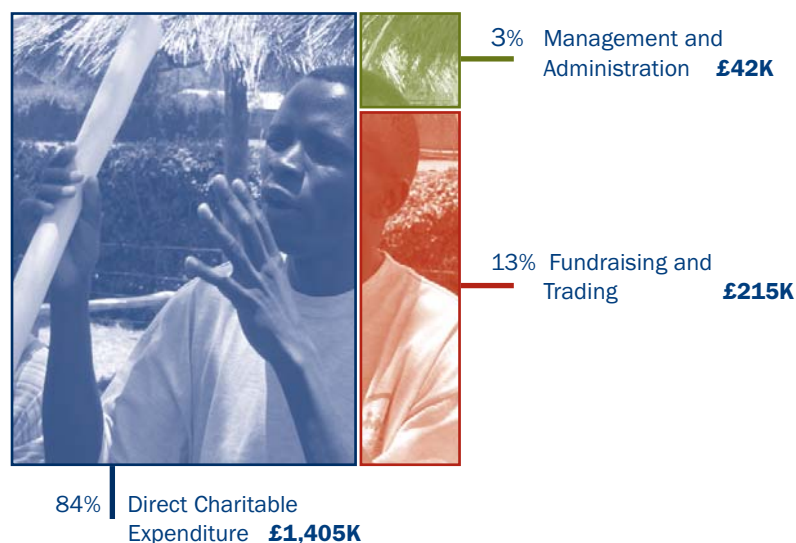 3% Management and
Administration £42K
13% Fundraising and
Trading £215K
84% Direct Charitable
Expenditure £1,405K